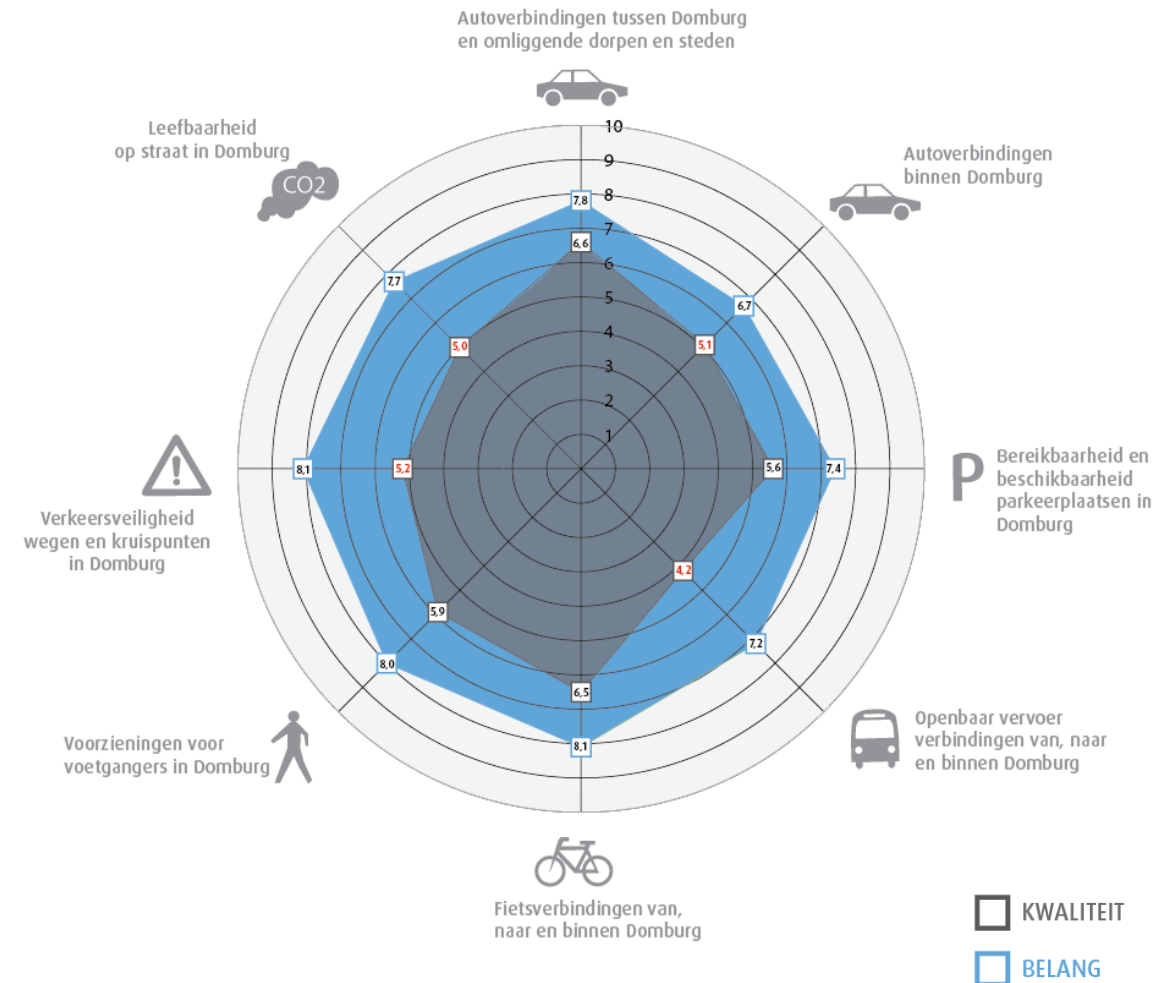 Autoverbindingen tussen Domburg
en omliggende dorpen en steden
Leefbaarheid
op straat in Domburg
CO2
Autoverbindingen
binnen Domburg
10
9
8
7,8
7
6,6
6
7,7
6,7
5
5,0
5,1
4
3
2
1
8,1
5,2
5,6
7,4
P
Bereikbaarheid en
beschikbaarheid
parkeerplaatsen in
Domburg
Verkeersveiligheid
wegen en kruispunten
in Domburg
4,2
5,9
7,2
8,0
6,5
8,1
Voorzieningen voor
voetgangers in Domburg
Openbaar vervoer
verbindingen van, naar
en binnen Domburg
Fietsverbindingen van,
naar en binnen Domburg
KWALITEIT
BELANG